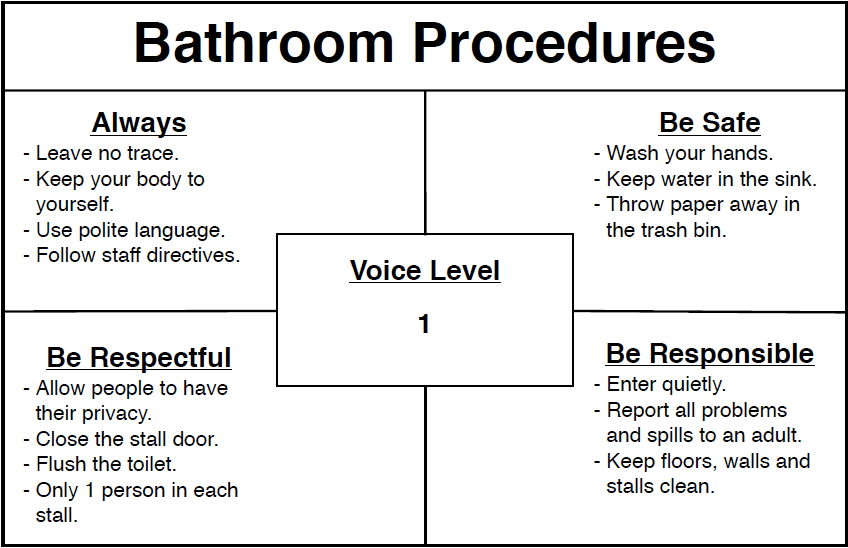 Bathroom Procedures
Always
- Leave no trace.
- Keep your body to
yourself.
- Use polite language.
- Follow staff directives.
Be Safe
- Wash your hands.
- Keep water in the sink.
- Throw paper away in
the trash bin.
Voice Level
1
Be Respectful
- Allow people to have
their privacy.
- Close the stall door.
- Flush the toilet.
- Only 1 person in each
stall.
Be Responsible
- Enter quietly.
- Report all problems
and spills to an adult.
- Keep floors, walls and
stalls clean.